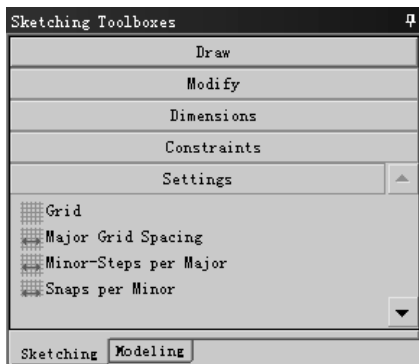 Sketching Toolboxes
Draw
Modify
Dimensions
Constraints
Settings
Grid
Major Grid Spacing
Minor-Steps per Major
Snaps per Minor
Sketching Modeling